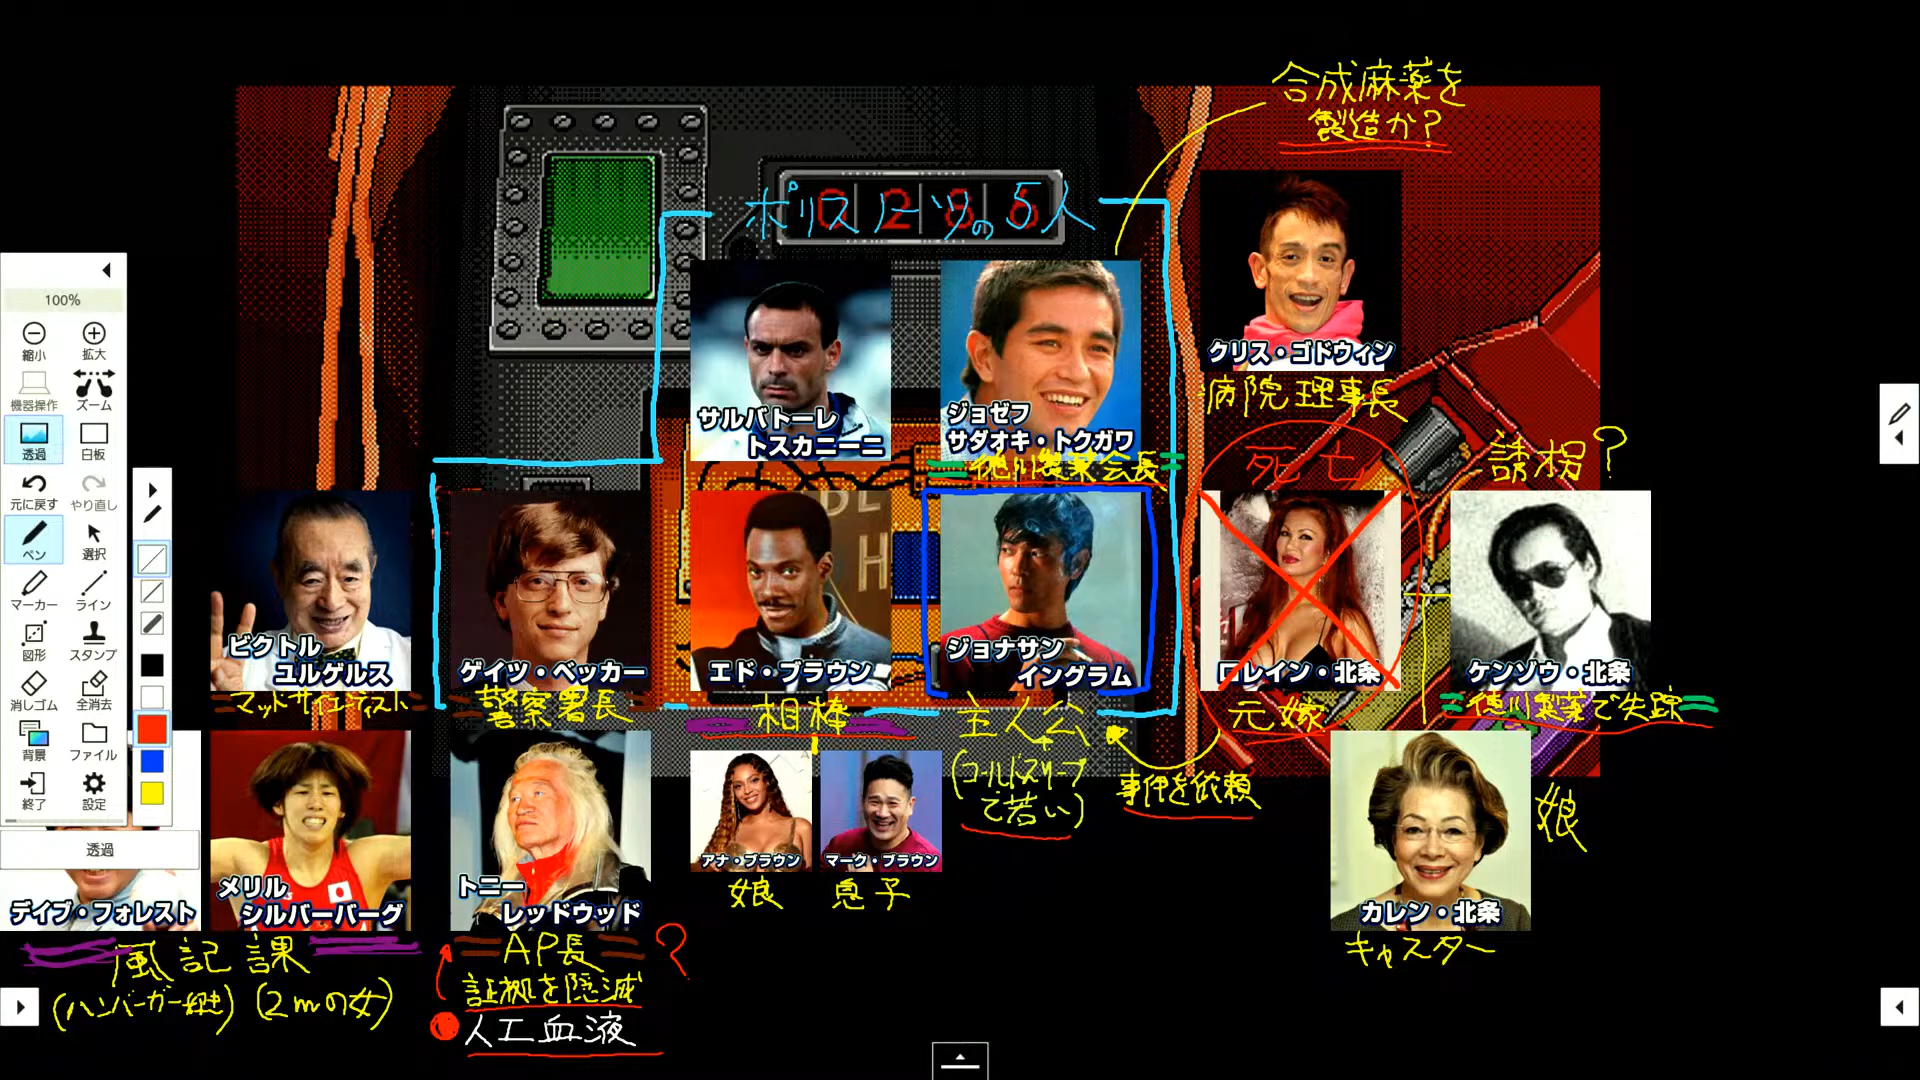 合成麻薬を
製造か?
ポリスノーツの5人
クリス・ゴドウィン
病院理事長
サルバトーレ
トスカニーニ
ジョゼフ
サダオキ・トクガワ
徳川製薬会長
死亡
誘拐?
ビクトル
ユルゲルス
マッドサイエンティスト
ゲイツ・ベッカー
警察署長
エド・ブラウン
相棒
ジョナサン
イングラム
主人公
(コールドスリープ
で若い)
ロレイン・北条
元嫁
事件を依頼
ケンゾウ・北条
徳川製薬で失踪
デイブ・フォレスト
メリル
シルバーバーグ
風記課
(2mの女)
トニー
レッドウッド
AP長
?
証拠を隠滅
人工血液
アナ・ブラウン
娘
マーク・ブラウン
息子
カレン・北条
キャスター
娘
100%
縮小
拡大
機器操作
ズーム
透過
白板
元に戻す
やり直し
ペン
選択
マーカー
ライン
図形
スタンプ
消しゴム
全消去
背景
ファイル
終了
設定
透過